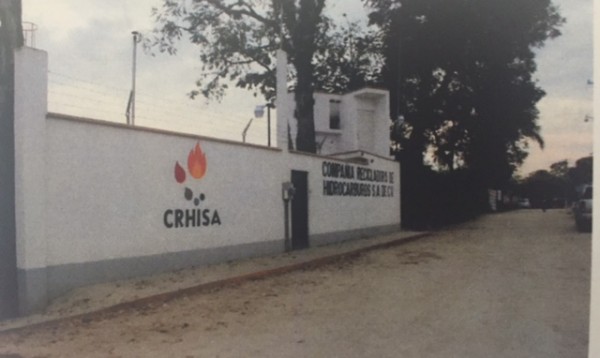 CRHISA
COMPAÑIA RECICLADORA DE
HIDROCARBUROS S.A DE C.V